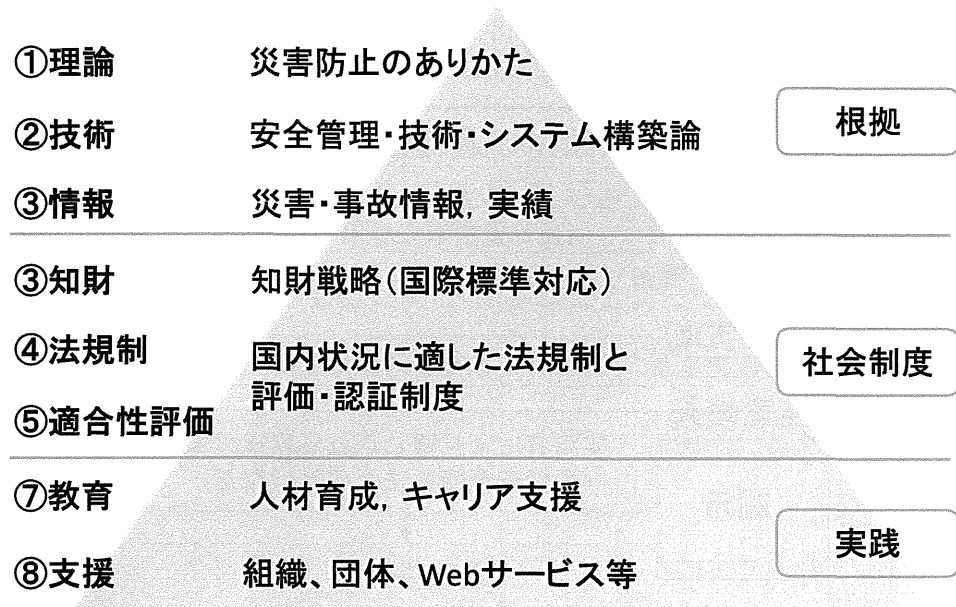 ①理論 災害防止のありかた
②技術 安全管理・技術・システム構築論
根拠
③情報 災害・事故情報, 実績
③知財 知財戦略(国際標準対応)
④法規制 国内状況に適した法規制と
評価・認証制度
社会制度
⑤適合性評価
⑦教育 人材育成, キャリア支援
実践
⑧支援 組織、団体、Webサービス等